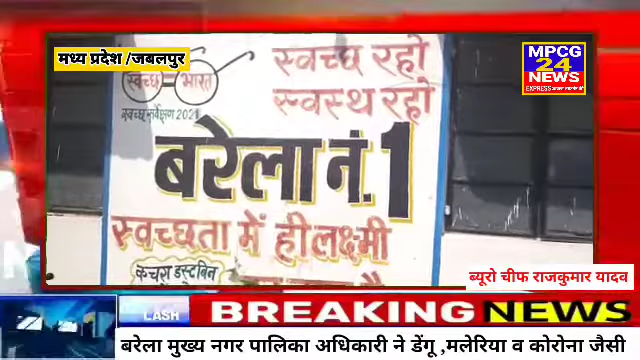 मध्य प्रदेश /जबलपुर
MPCG
24
NEWS
EXPRESS
स्वच्छ भारत
स्वच्छ रहो
स्वस्थ रहो
स्वच्छ सर्वेक्षण 2021
बरेला नं. 1
स्वच्छता में ही लक्ष्मी
कचरा डस्टबिन
ब्यूरो चीफ राजकुमार यादव
LASH
BREAKING NEWS
बरेला मुख्य नगर पालिका अधिकारी ने डेंगू ,मलेरिया व कोरोना जैसी